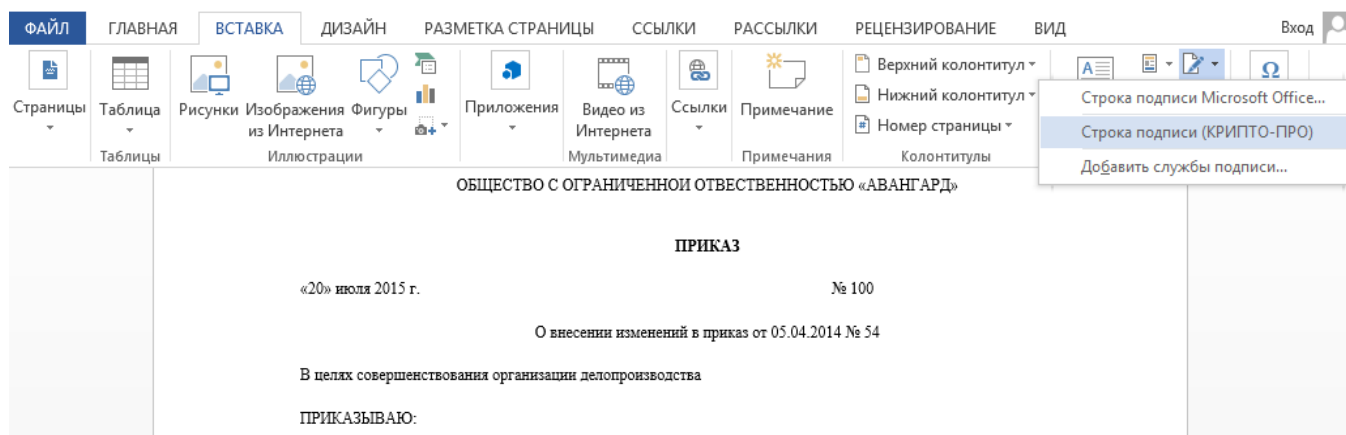 ФАЙЛ ГЛАВНАЯ ВСТАВКА ДИЗАЙН РАЗМЕТКА СТРАНИЦЫ ССЫЛКИ РАССЫЛКИ РЕЦЕНЗИРОВАНИЕ ВИД Вход
Страницы Таблица Рисунки Изображения из Интернета Фигуры Приложения Видео из Интернета Ссылки Примечание
Верхний колонтитул
Нижний колонтитул
Номер страницы
A
Ω
Таблицы Иллюстрации Мультимедиа Примечания Колонтитулы
Строка подписи Microsoft Office...
Строка подписи (КРИПТО-ПРО)
Добавить службы подписи...
ОБЩЕСТВО С ОГРАНИЧЕННОИ ОТВЕСТВЕННОСТЬЮ «АВАНГАРД»
ПРИКАЗ
«20» июля 2015 г. № 100
О внесении изменений в приказ от 05.04.2014 № 54
В целях совершенствования организации делопроизводства
ПРИКАЗЫВАЮ: